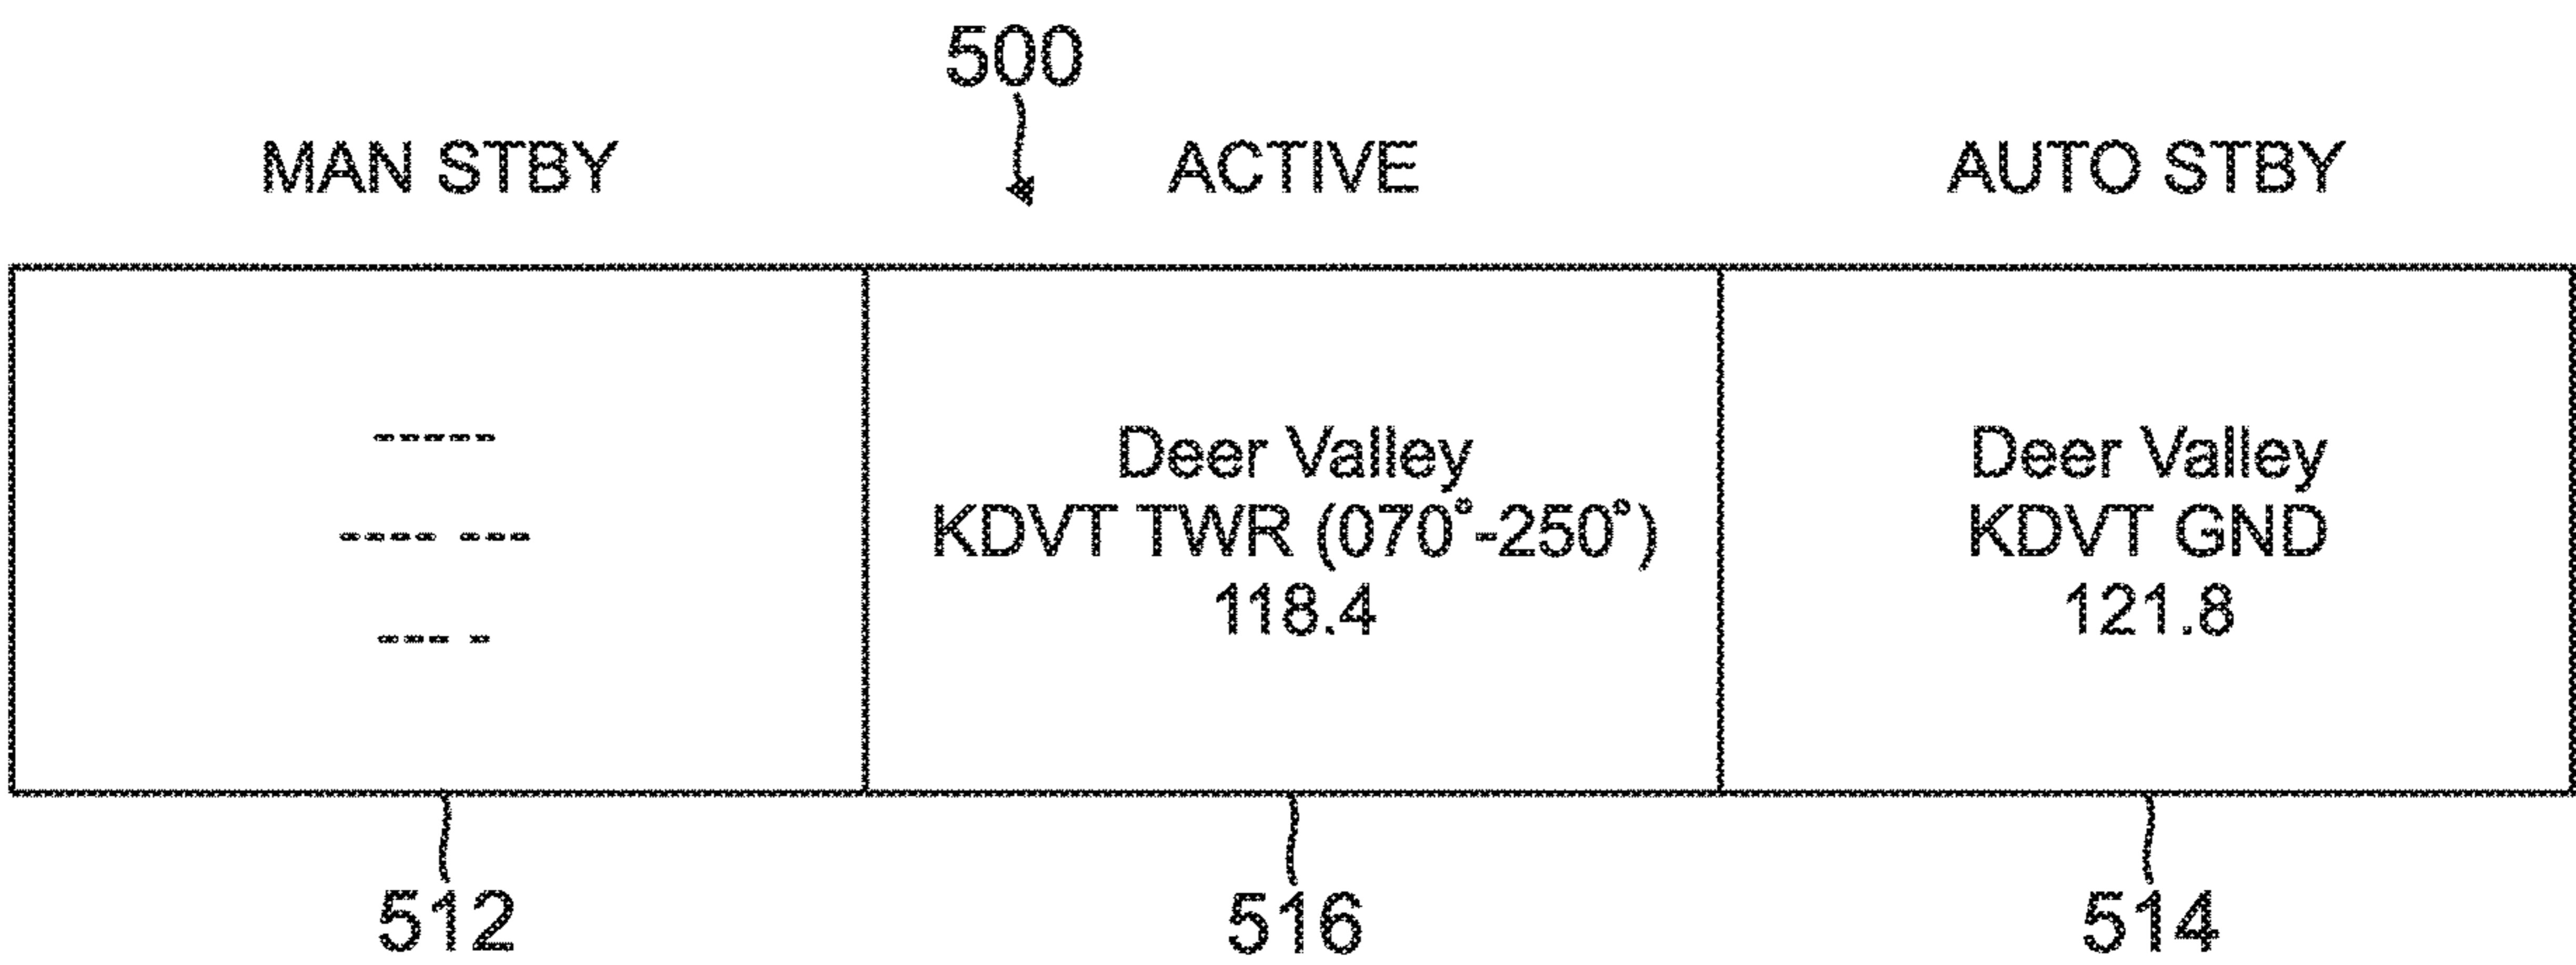 500
MAN STBY ACTIVE AUTO STBY
-----
---- ---
--- -
Deer Valley
KDVT TWR (070°-250°)
118.4
Deer Valley
KDVT GND
121.8
512 516 514